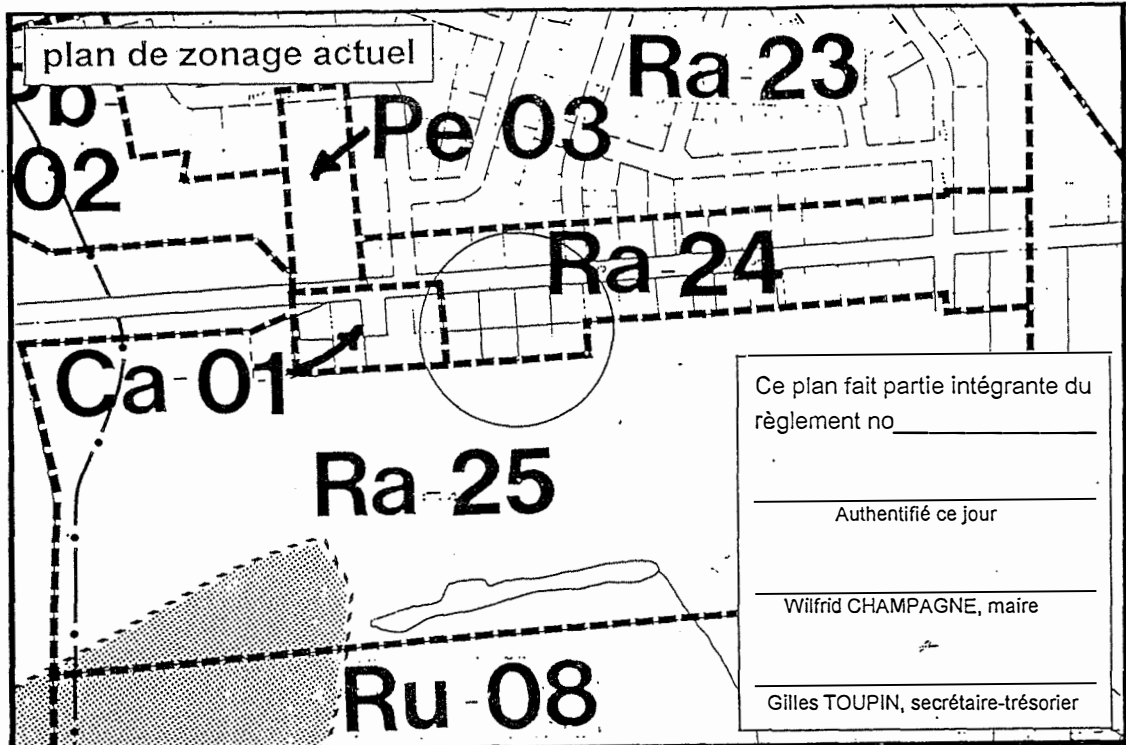 plan de zonage actuel
Ra-23
Pb-
02
Pe 03
Ra-24
Ca-01
Ra-25
Ru-08
Ce plan fait partie intégrante du
règlement no
Authentifié ce jour
Wilfrid CHAMPAGNE, maire
Gilles TOUPIN, secrétaire-trésorier